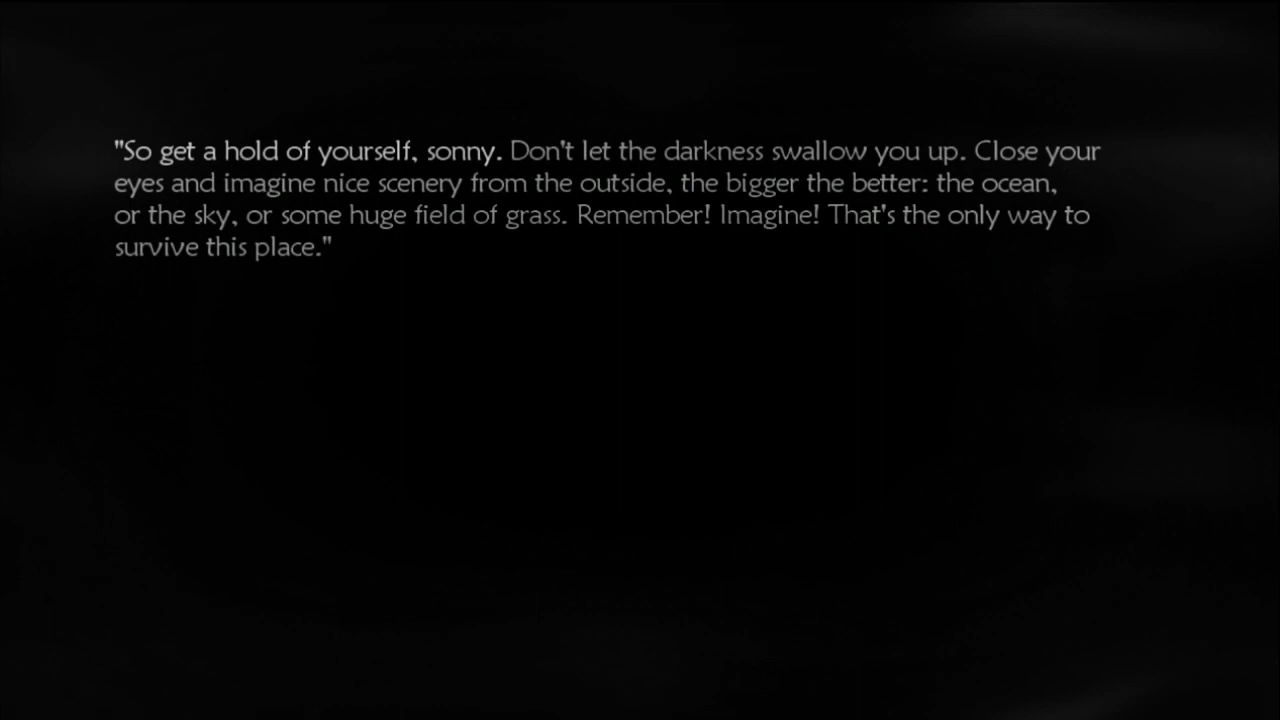 "So get a hold of yourself, sonny. Don't let the darkness swallow you up. Close your
eyes and imagine nice scenery from the outside, the bigger the better: the ocean,
or the sky, or some huge field of grass. Remember! Imagine! That's the only way to
survive this place."